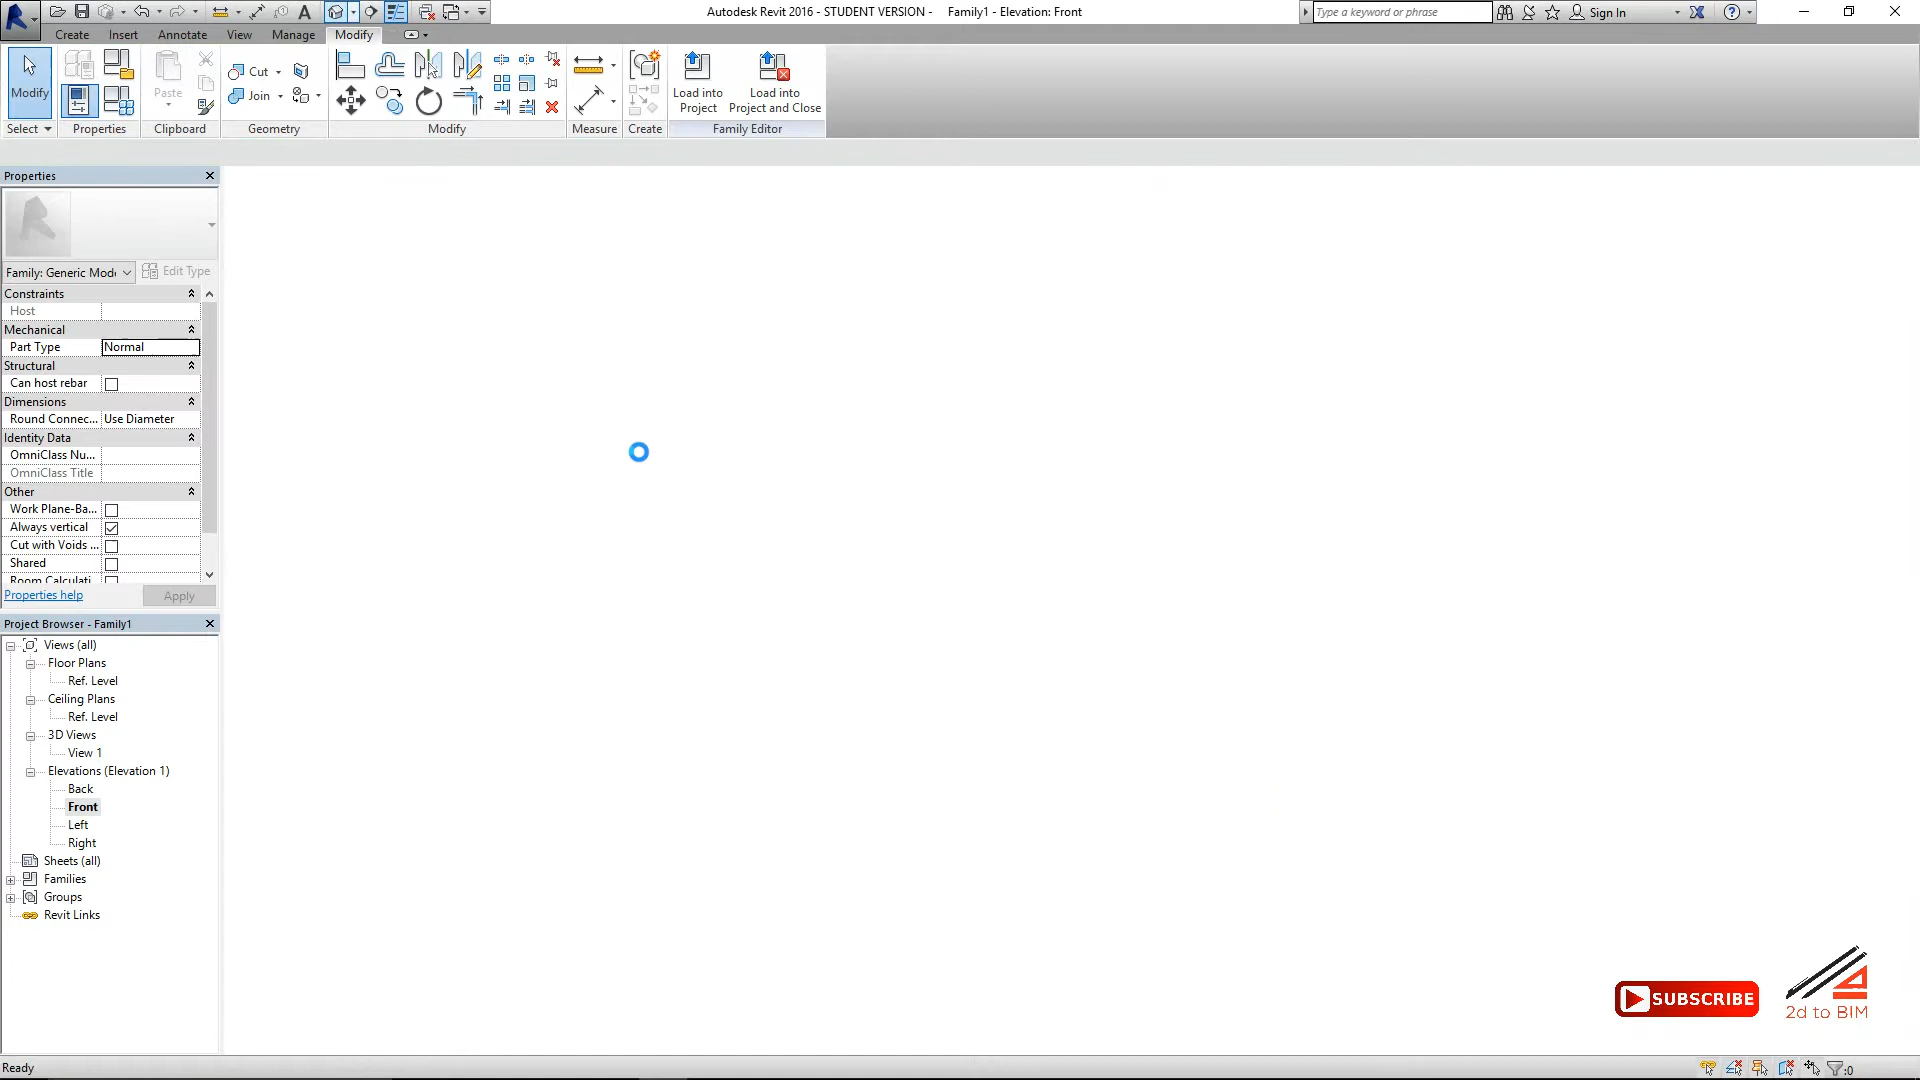 Autodesk Revit 2016 - STUDENT VERSION - Family1 - Elevation: Front
Type a keyword or phrase
Sign In
Create Insert Annotate View Manage Modify
Modify
Paste
Cut
Join
Load into
Project
Load into
Project and Close
Select Properties Clipboard Geometry Modify Measure Create Family Editor
Properties
Family: Generic Mod
Edit Type
Constraints
Host
Mechanical
Part Type Normal
Structural
Can host rebar
Dimensions
Round Connec... Use Diameter
Identity Data
OmniClass Nu...
OmniClass Title
Other
Work Plane-Ba...
Always vertical
Cut with Voids ...
Shared
Room Calculati
Properties help
Apply
Project Browser - Family1
Views (all)
Floor Plans
Ref. Level
Ceiling Plans
Ref. Level
3D Views
View 1
Elevations (Elevation 1)
Back
Front
Left
Right
Sheets (all)
Families
Groups
Revit Links
SUBSCRIBE
2d to BIM
Ready
:0